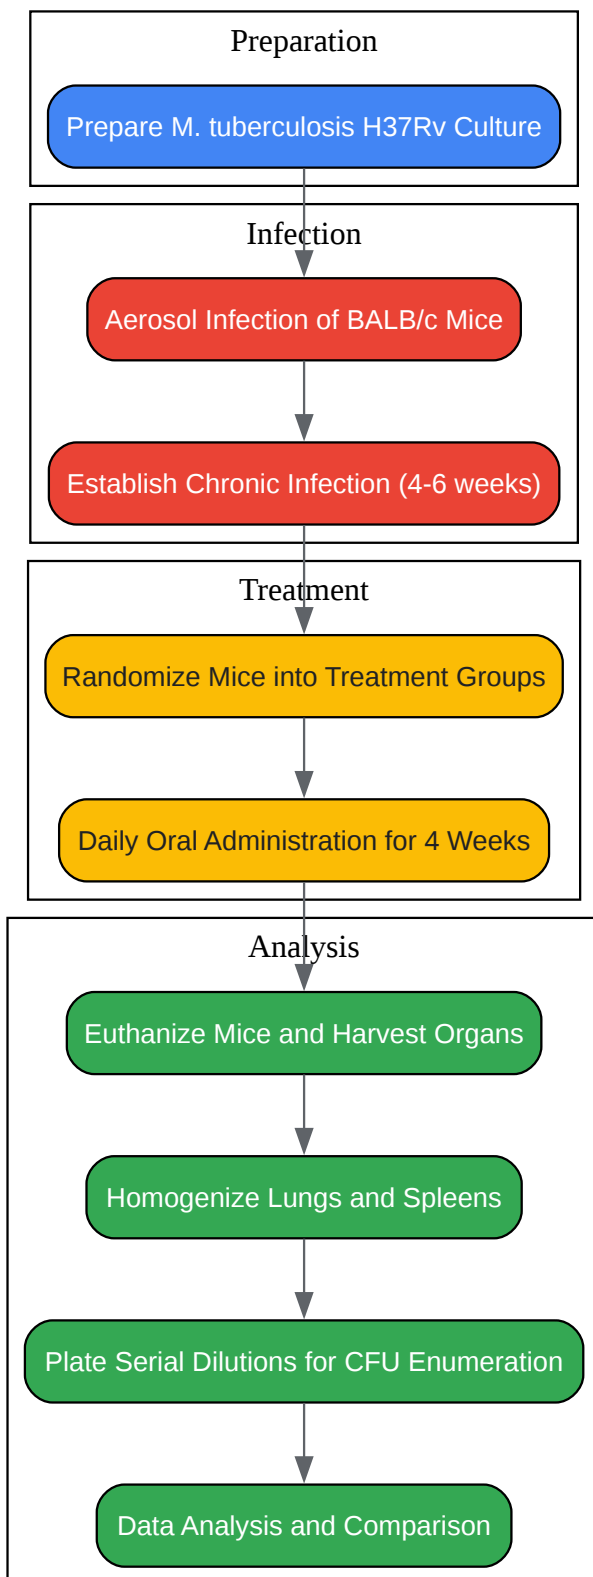 Preparation
Prepare M. tuberculosis H37Rv Culture
Infection
Aerosol Infection of BALB/c Mice
Establish Chronic Infection (4-6 weeks)
Treatment
Randomize Mice into Treatment Groups
Daily Oral Administration for 4 Weeks
Analysis
Euthanize Mice and Harvest Organs
Homogenize Lungs and Spleens
Plate Serial Dilutions for CFU Enumeration
Data Analysis and Comparison